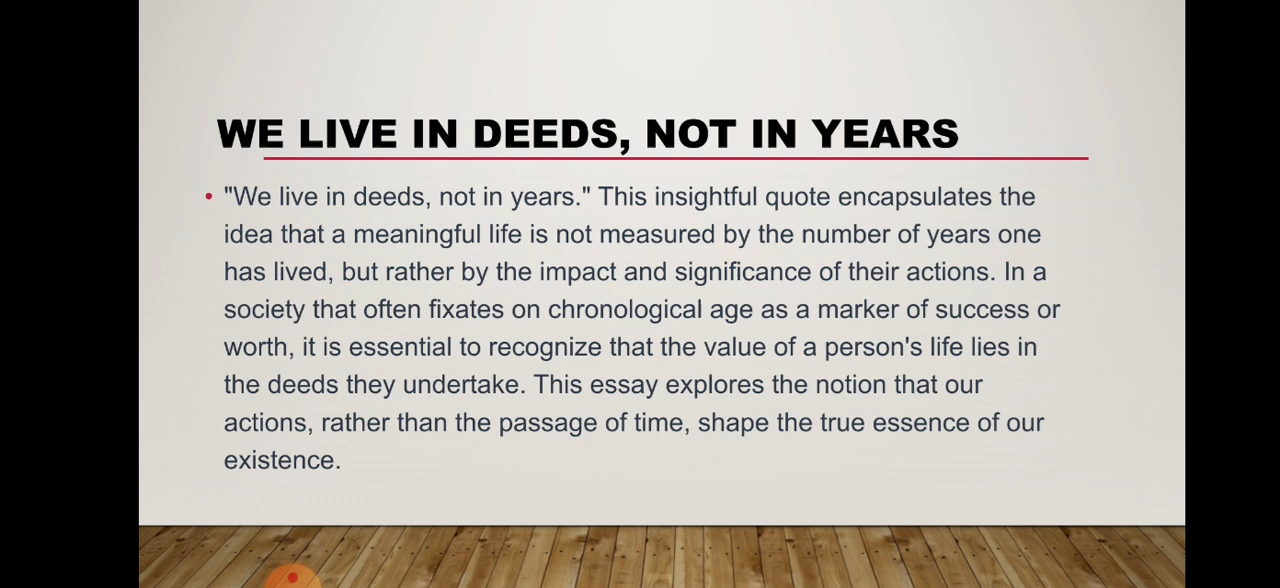 WE LIVE IN DEEDS, NOT IN YEARS
• "We live in deeds, not in years." This insightful quote encapsulates the
idea that a meaningful life is not measured by the number of years one
has lived, but rather by the impact and significance of their actions. In a
society that often fixates on chronological age as a marker of success or
worth, it is essential to recognize that the value of a person's life lies in
the deeds they undertake. This essay explores the notion that our
actions, rather than the passage of time, shape the true essence of our
existence.